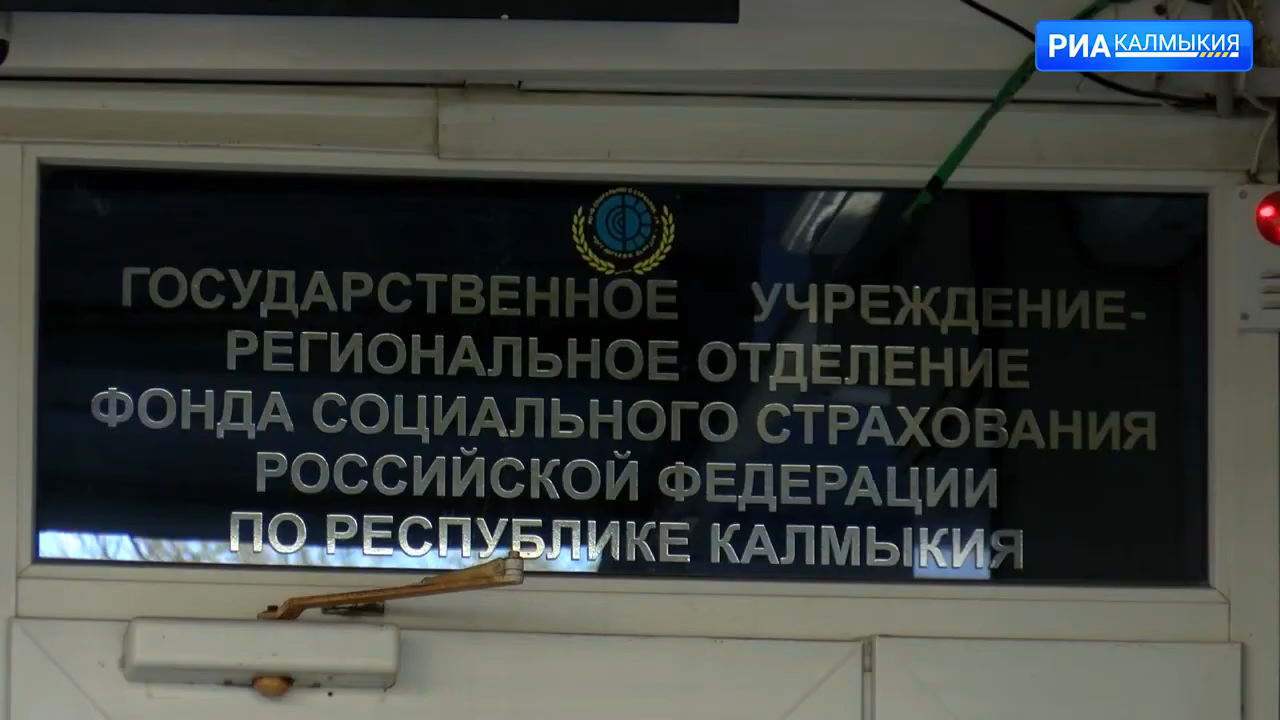 РИА КАЛМЫКИЯ
ГОСУДАРСТВЕННОЕ УЧРЕЖДЕНИЕ-
РЕГИОНАЛЬНОЕ ОТДЕЛЕНИЕ
ФОНДА СОЦИАЛЬНОГО СТРАХОВАНИЯ
РОССИЙСКОЙ ФЕДЕРАЦИИ
ПО РЕСПУБЛИКЕ КАЛМЫКИЯ